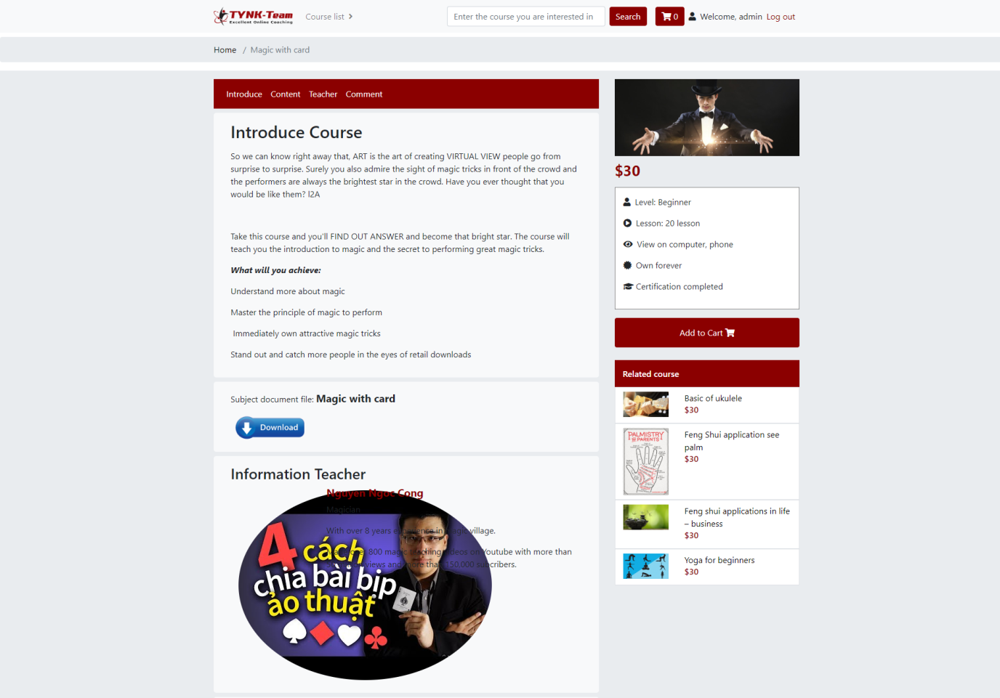 TYNK-Team
Excellent Online Coaching
Course list
Enter the course you are interested in
Search
0
Welcome, admin
Log out
Home / Magic with card
Introduce
Content
Teacher
Comment
Introduce Course
So we can know right away that, ART is the art of creating VIRTUAL VIEW people go from
surprise to surprise. Surely you also admire the sight of magic tricks in front of the crowd and
the performers are always the brightest star in the crowd. Have you ever thought that you
would be like them? l2A
Take this course and you'll FIND OUT ANSWER and become that bright star. The course will
teach you the introduction to magic and the secret to performing great magic tricks.
What will you achieve:
Understand more about magic
Master the principle of magic to perform
Immediately own attractive magic tricks
Stand out and catch more people in the eyes of retail downloads
Subject document file: Magic with card
Download
Information Teacher
Nguyen Ngoc Cong
Magician
With over 8 years experience in magic village.
800 magic teaching videos on Youtube with more than
views and more than 150,000 subcribers.
4 cách
chia bài bịp
ảo thuật
$30
Level: Beginner
Lesson: 20 lesson
View on computer, phone
Own forever
Certification completed
Add to Cart
Related course
Basic of ukulele
$30
PALMISTRY
for PARENTS
Feng Shui application see
palm
$30
Feng shui applications in life
– business
$30
Yoga for beginners
$30